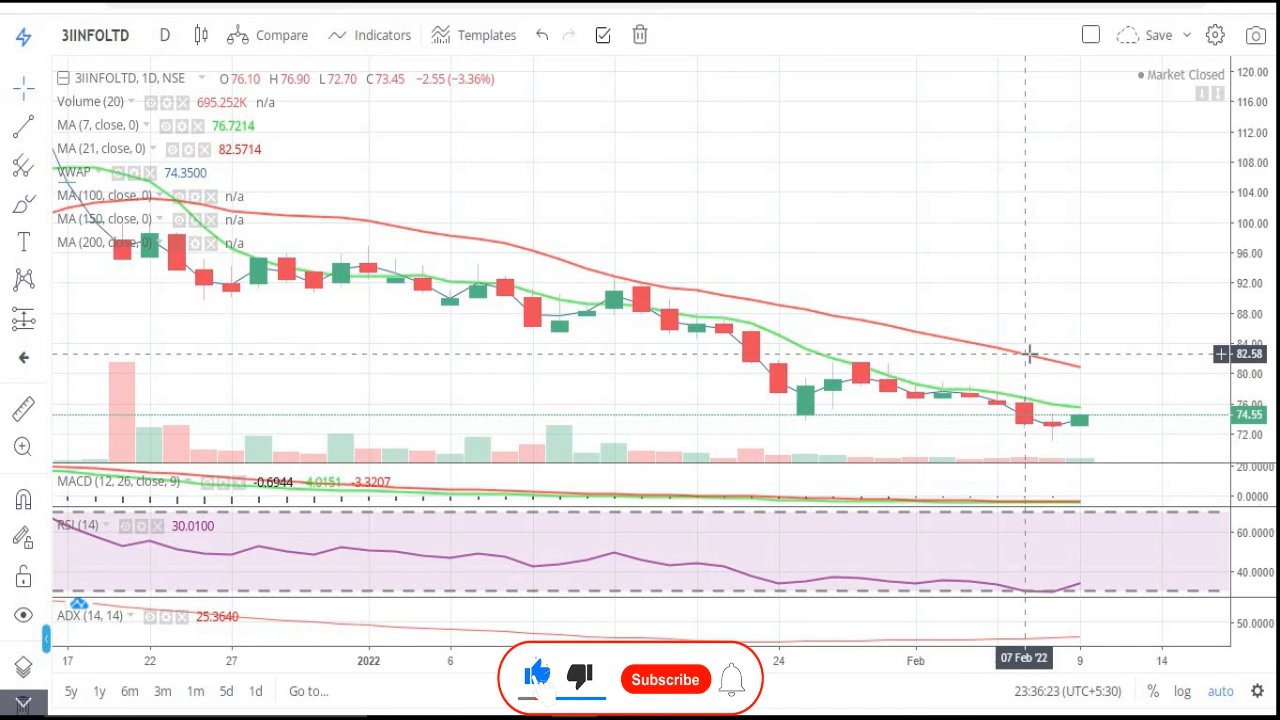 3IINFOLTD D Compare Indicators Templates Save
3IINFOLTD, 1D, NSE O76.10 H76.90 L72.70 C73.45 −2.55 (−3.36%)
Market Closed
Volume (20) 695.252K n/a
MA (7, close, 0) 76.7214
MA (21, close, 0) 82.5714
VWAP 74.3500
MA (100, close, 0) n/a
MA (150, close, 0) n/a
MA (200, close, 0) n/a
120.00
116.00
112.00
108.00
104.00
100.00
96.00
92.00
88.00
84.00
82.58
80.00
76.00
74.55
72.00
MACD (12, 26, close, 9) -0.6944 -4.0151 -3.3207
20.0000
0.0000
RSI (14) 30.0100
60.0000
40.0000
ADX (14, 14) 25.3640
50.0000
17 22 27 2022 6 24 Feb 07 Feb '22 9 14
5y 1y 6m 3m 1m 5d 1d Go to... 23:36:23 (UTC+5:30) % log auto
Subscribe